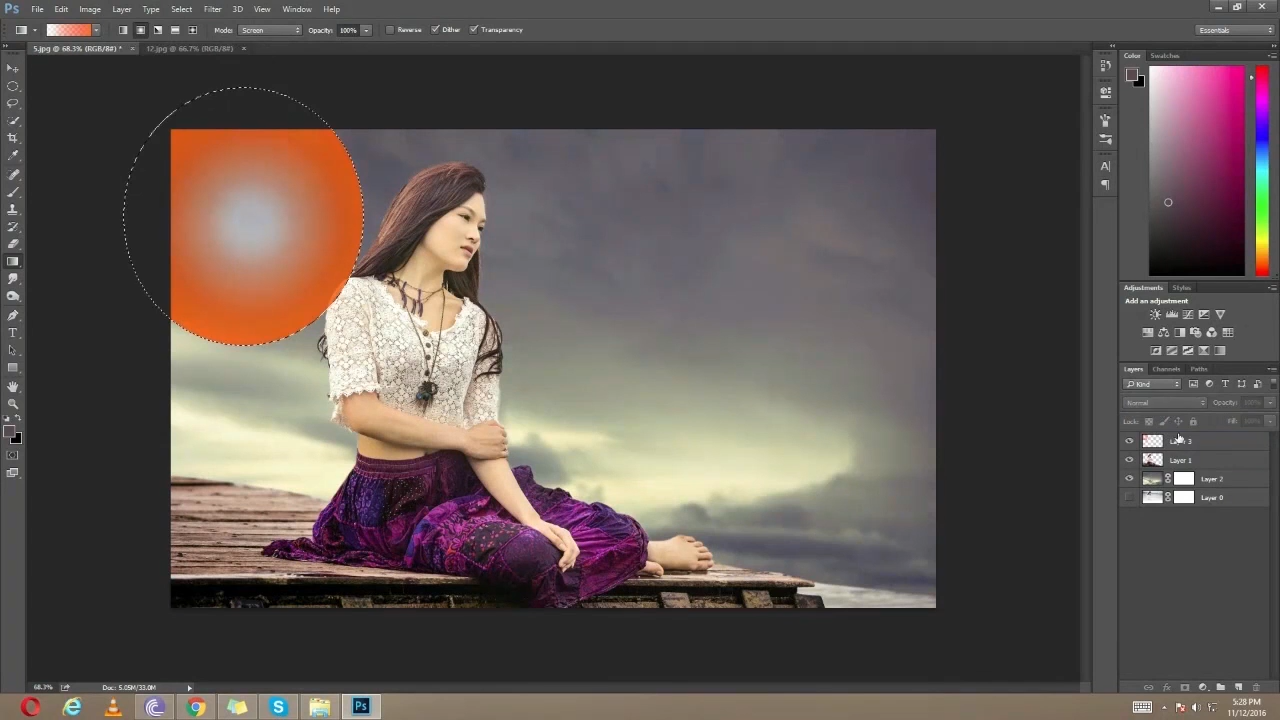 Ps File Edit Image Layer Type Select Filter 3D View Window Help
Mode: Screen Opacity: 100% Reverse Dither Transparency Essentials
5.jpg @ 68.3% (RGB/8#) * × 12.jpg @ 66.7% (RGB/8#) ×
Color Swatches
Adjustments Styles
Add an adjustment
Layers Channels Paths
Kind
Normal Opacity: 100%
Lock: Fill: 100%
Layer 1
Layer 2
Layer 0
68.3% Doc: 5.05M/33.0M
5:28 PM
11/12/2016